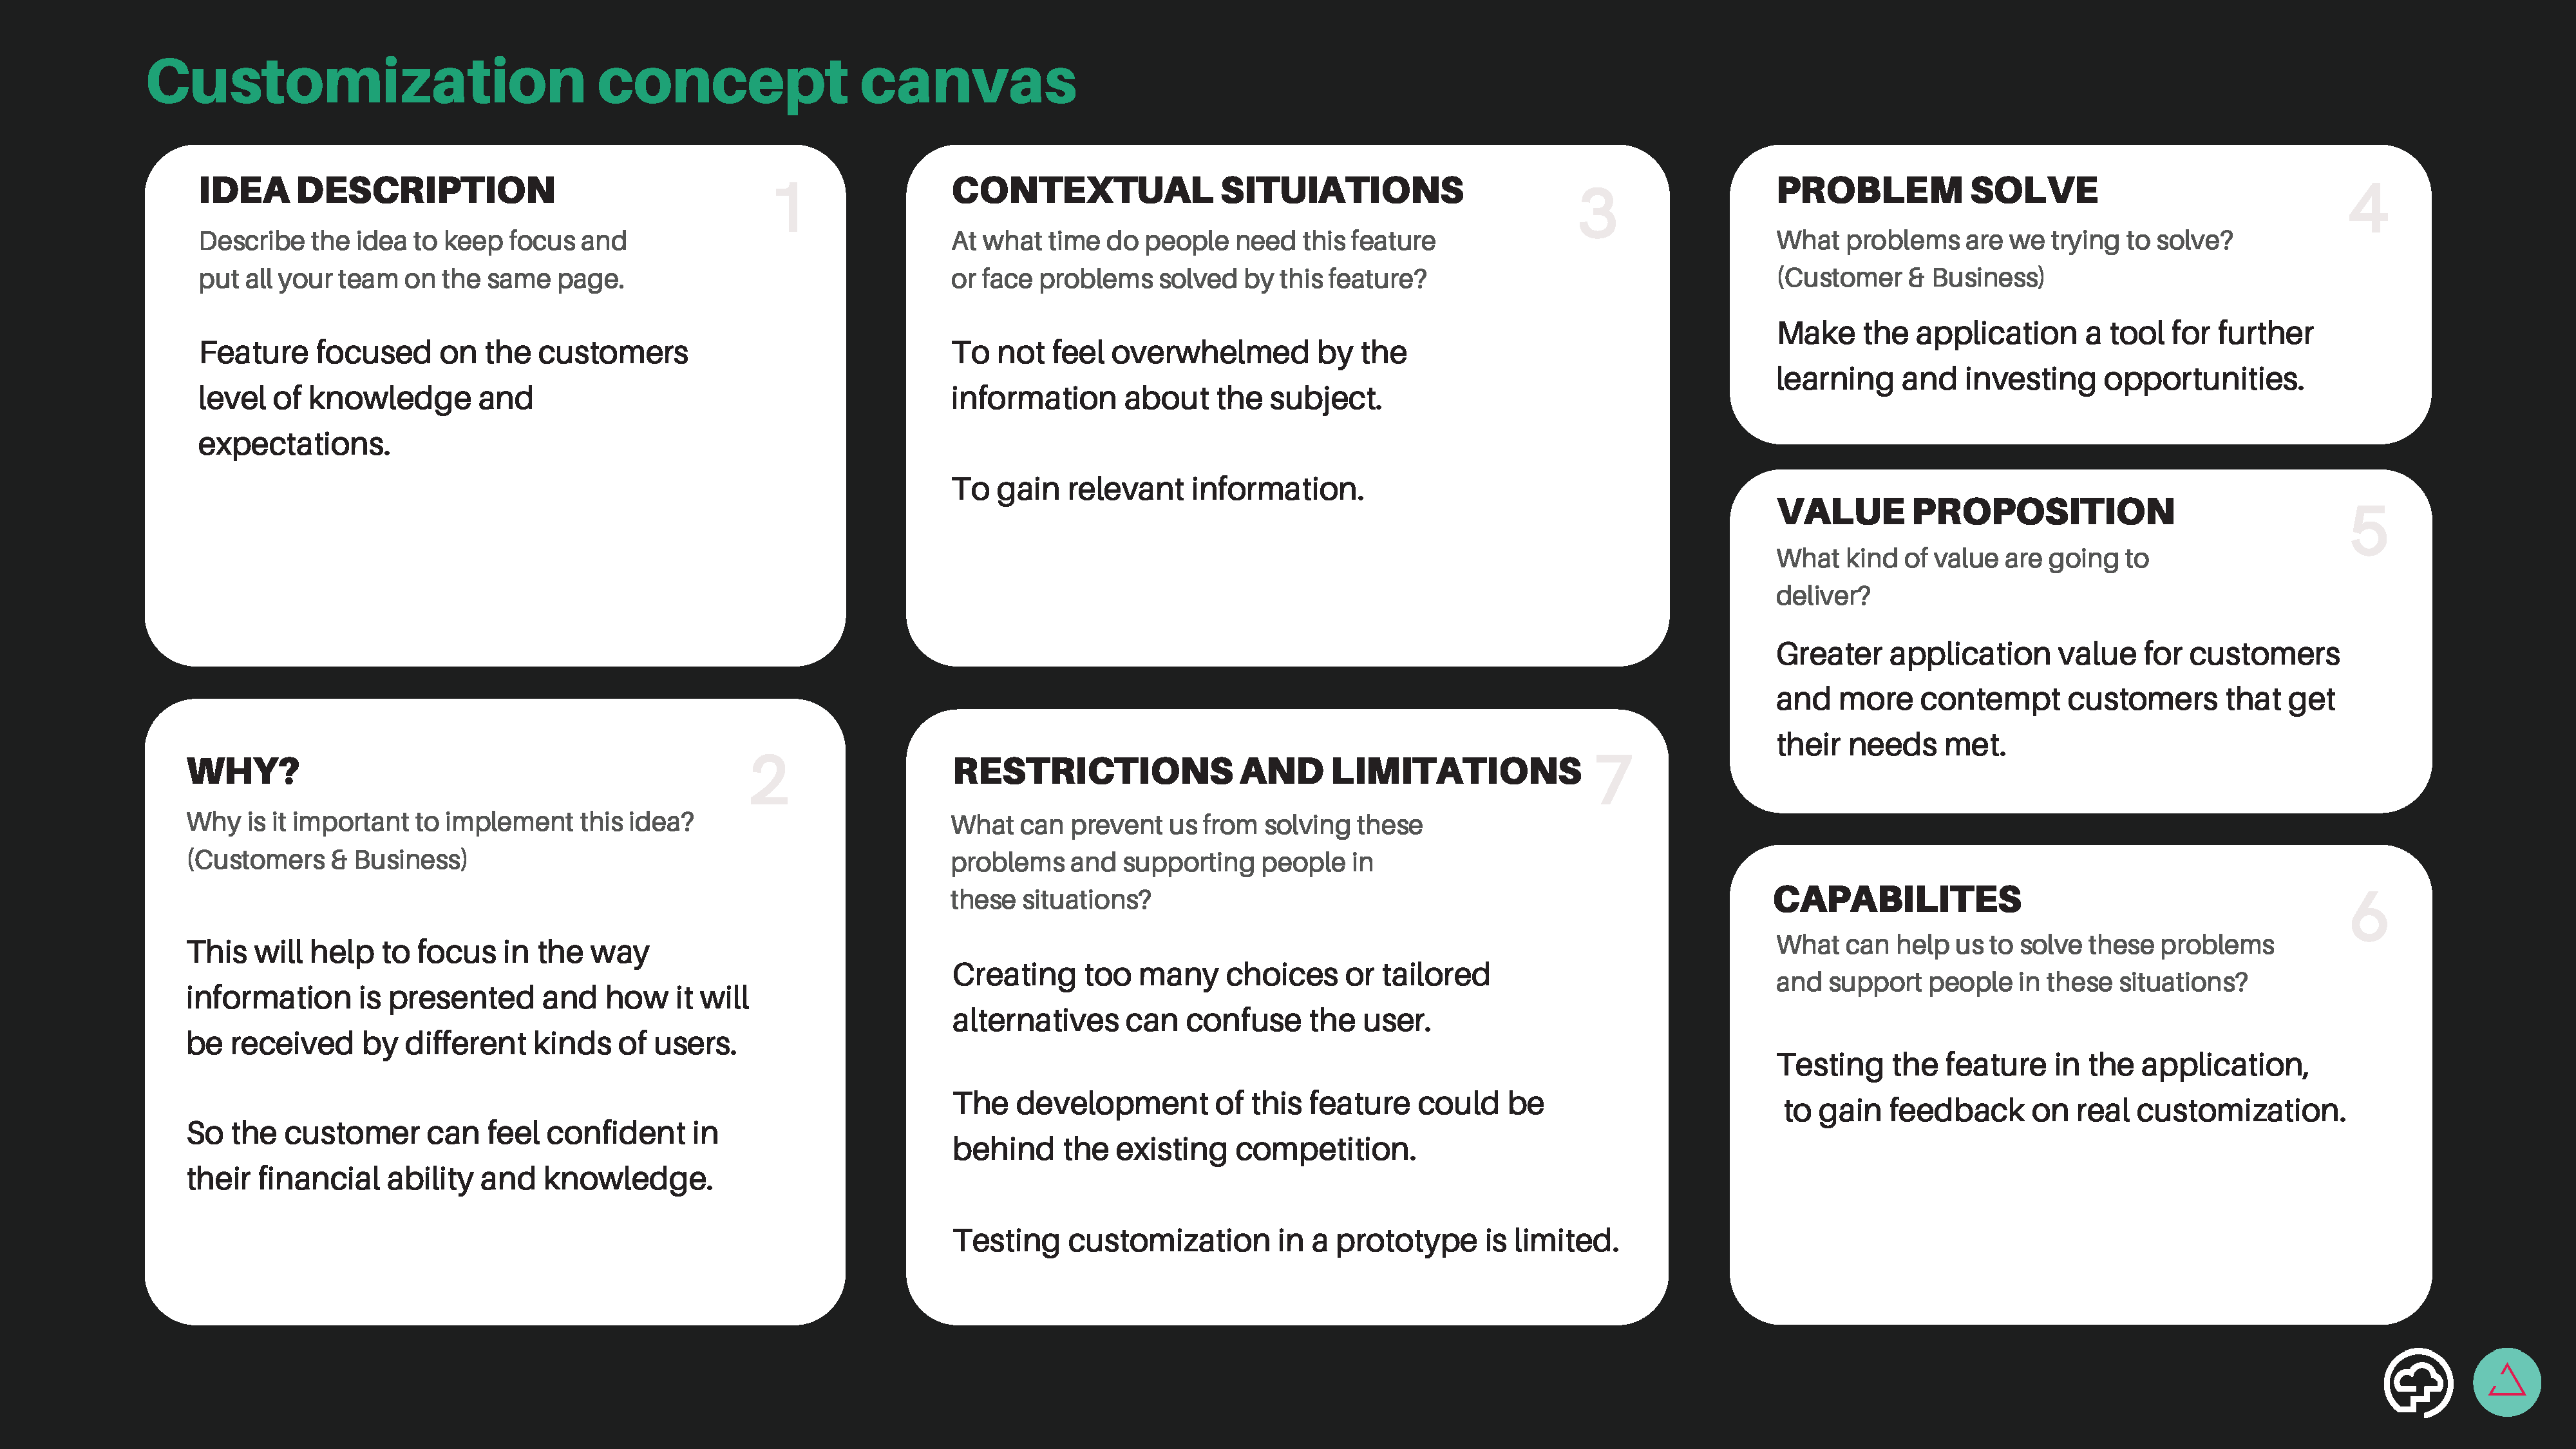 Customization concept canvas
IDEA DESCRIPTION
1
Describe the idea to keep focus and
put all your team on the same page.
Feature focused on the customers
level of knowledge and
expectations.
WHY?
2
Why is it important to implement this idea?
(Customers & Business)
This will help to focus in the way
information is presented and how it will
be received by different kinds of users.
So the customer can feel confident in
their financial ability and knowledge.
CONTEXTUAL SITUIATIONS
3
At what time do people need this feature
or face problems solved by this feature?
To not feel overwhelmed by the
information about the subject.
To gain relevant information.
PROBLEM SOLVE
4
What problems are we trying to solve?
(Customer & Business)
Make the application a tool for further
learning and investing opportunities.
VALUE PROPOSITION
5
What kind of value are going to
deliver?
Greater application value for customers
and more contempt customers that get
their needs met.
CAPABILITES
6
What can help us to solve these problems
and support people in these situations?
Testing the feature in the application,
to gain feedback on real customization.
RESTRICTIONS AND LIMITATIONS
7
What can prevent us from solving these
problems and supporting people in
these situations?
Creating too many choices or tailored
alternatives can confuse the user.
The development of this feature could be
behind the existing competition.
Testing customization in a prototype is limited.